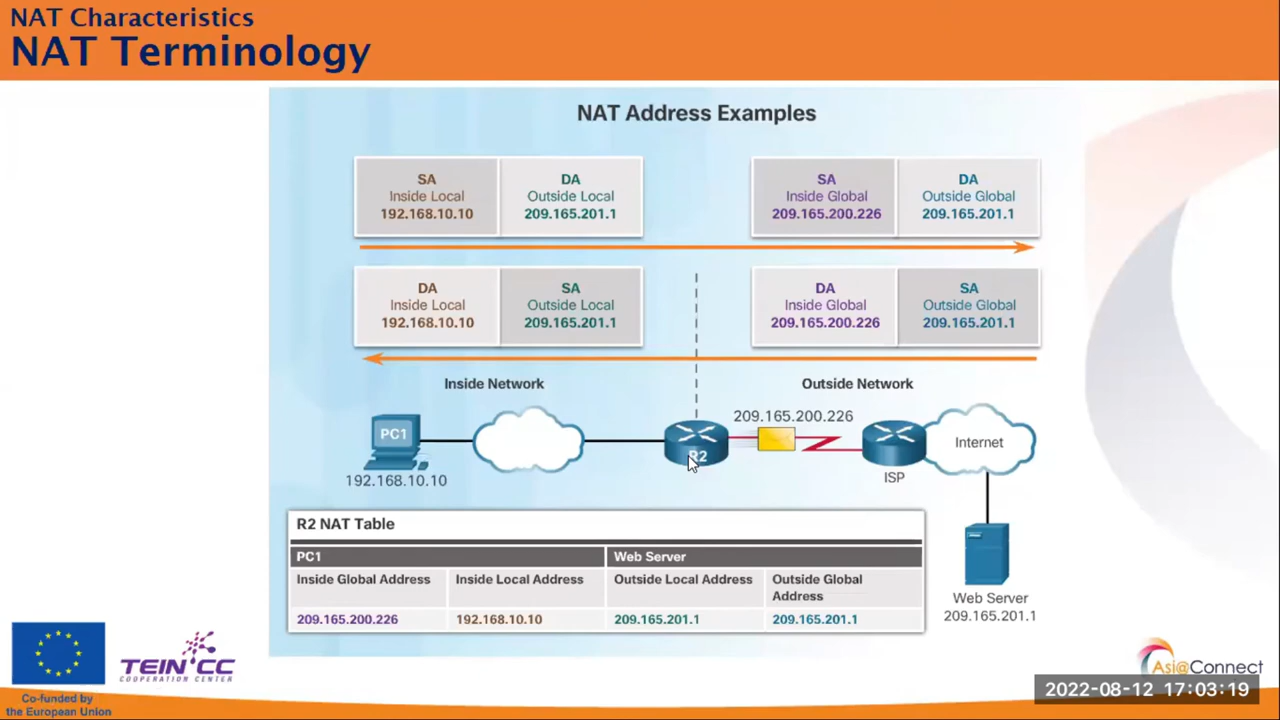 NAT Characteristics
NAT Terminology
NAT Address Examples
SA
Inside Local
192.168.10.10
DA
Outside Local
209.165.201.1
SA
Inside Global
209.165.200.226
DA
Outside Global
209.165.201.1
DA
Inside Local
192.168.10.10
SA
Outside Local
209.165.201.1
DA
Inside Global
209.165.200.226
SA
Outside Global
209.165.201.1
Inside Network
Outside Network
209.165.200.226
PC1
R2
Internet
192.168.10.10
ISP
R2 NAT Table
PC1
Web Server
Inside Global Address
Inside Local Address
Outside Local Address
Outside Global
Address
209.165.200.226
192.168.10.10
209.165.201.1
209.165.201.1
Web Server
209.165.201.1
TEIN*CC
COOPERATION CENTER
Co-funded by
the European Union
Asi@Connect
2022-08-12 17:03:19